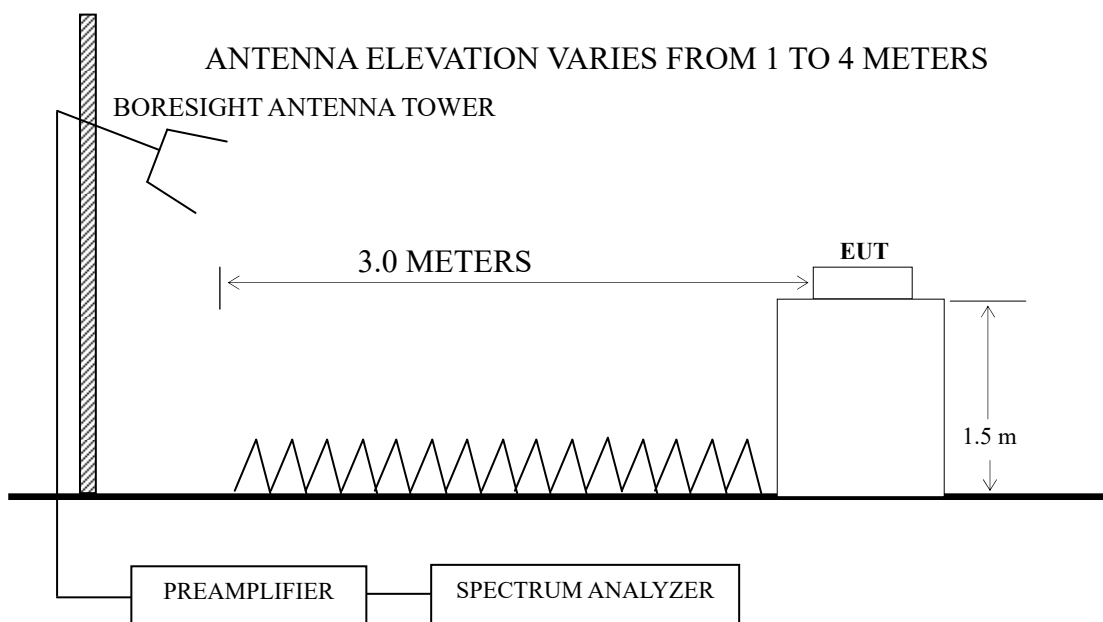 ANTENNA ELEVATION VARIES FROM 1 TO 4 METERS
BORESIGHT ANTENNA TOWER
EUT
3.0 METERS
1.5 m
PREAMPLIFIER
SPECTRUM ANALYZER